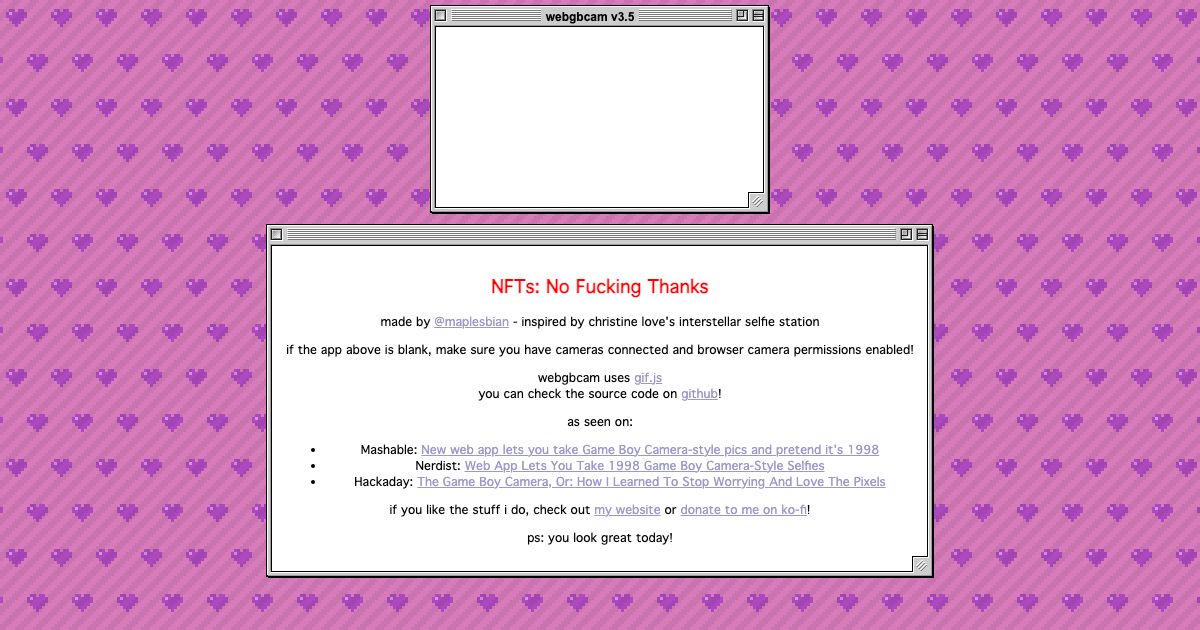 webgbcam v3.5
NFTs: No Fucking Thanks
made by @maplesbian - inspired by christine love's interstellar selfie station
if the app above is blank, make sure you have cameras connected and browser camera permissions enabled!
webgbcam uses gif.js
you can check the source code on github!
as seen on:
• Mashable: New web app lets you take Game Boy Camera-style pics and pretend it's 1998
• Nerdist: Web App Lets You Take 1998 Game Boy Camera-Style Selfies
• Hackaday: The Game Boy Camera, Or: How I Learned To Stop Worrying And Love The Pixels
if you like the stuff i do, check out my website or donate to me on ko-fi!
ps: you look great today!